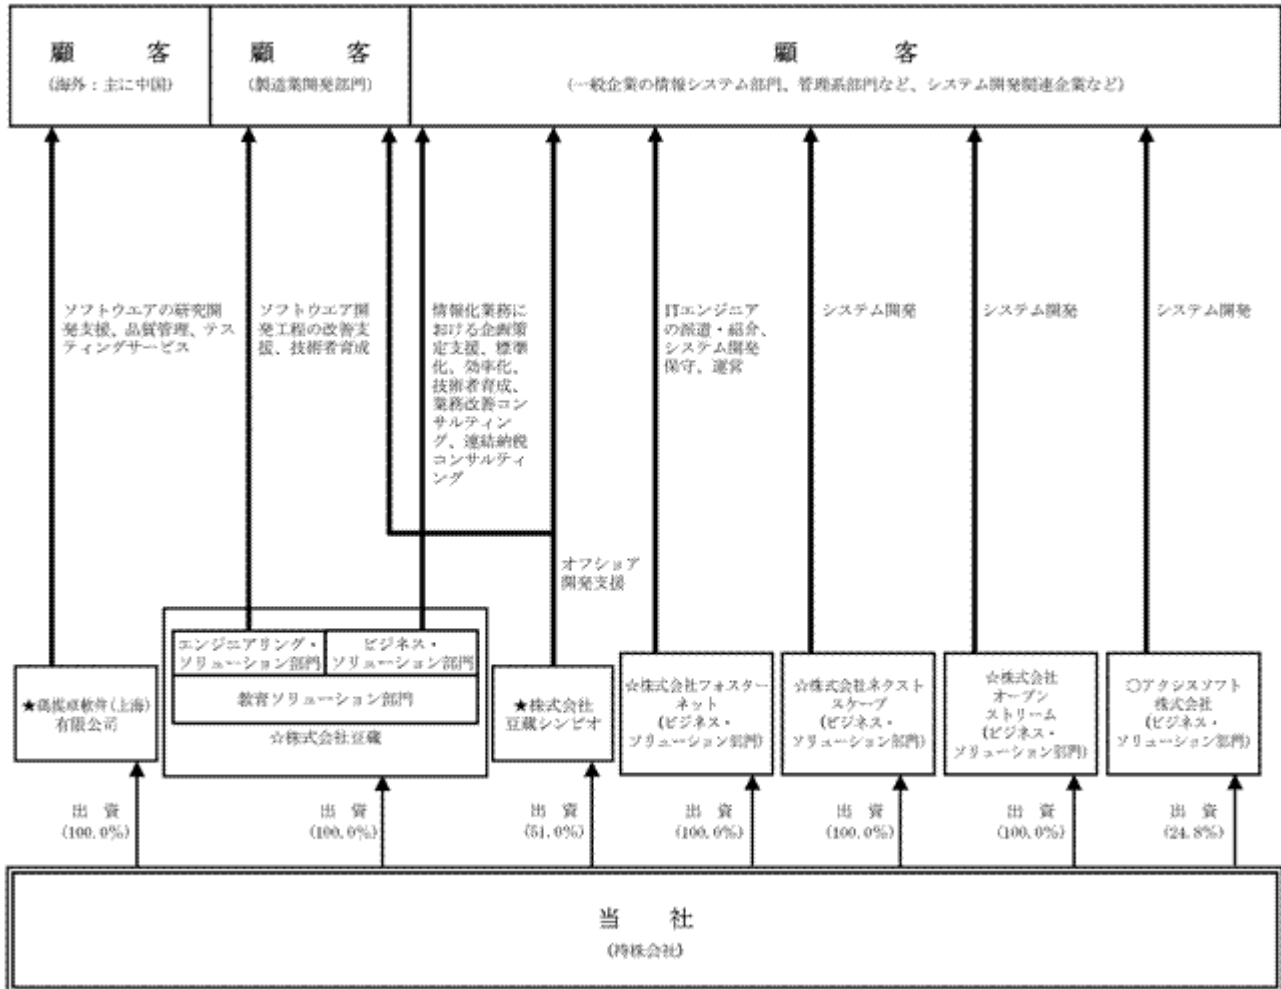 顧　　　客
(海外：主に中国)
顧　　　客
(製造業開発部門)
顧　　　客
(一般企業の情報システム部門、管理系部門など、システム開発関連企業など)
ソフトウエアの研究開
発支援、品質管理、テス
ティングサービス
ソフトウエア開
発工程の改善支
援、技術者育成
情報化業務に
おける企画策
定支援、標準
化、効率化、
技術者育成、
業務改善コン
サルティン
グ、連結納税
コンサルティ
ング
ITエンジニア
の派遣・紹介、
システム開発
保守、運営
システム開発
システム開発
システム開発
オフショア
開発支援
(上海)
有限公司
エンジニアリング・
ソリューション部門
ビジネス・
ソリューション部門
教育ソリューション部門
☆株式会社豆蔵
★株式会社
豆蔵シンビオ
☆株式会社フォスター
ネット
(ビジネス・
ソリューション部門)
☆株式会社ネクスト
スケープ
(ビジネス・
ソリューション部門)
☆株式会社
オープン
ストリーム
(ビジネス・
ソリューション部門)
○アクシスソフト
株式会社
(ビジネス・
ソリューション部門)
出　資
(100.0%)
出　資
(100.0%)
出　資
(51.0%)
出　資
(100.0%)
出　資
(100.0%)
出　資
(100.0%)
出　資
(24.8%)
当　　社
(持株会社)